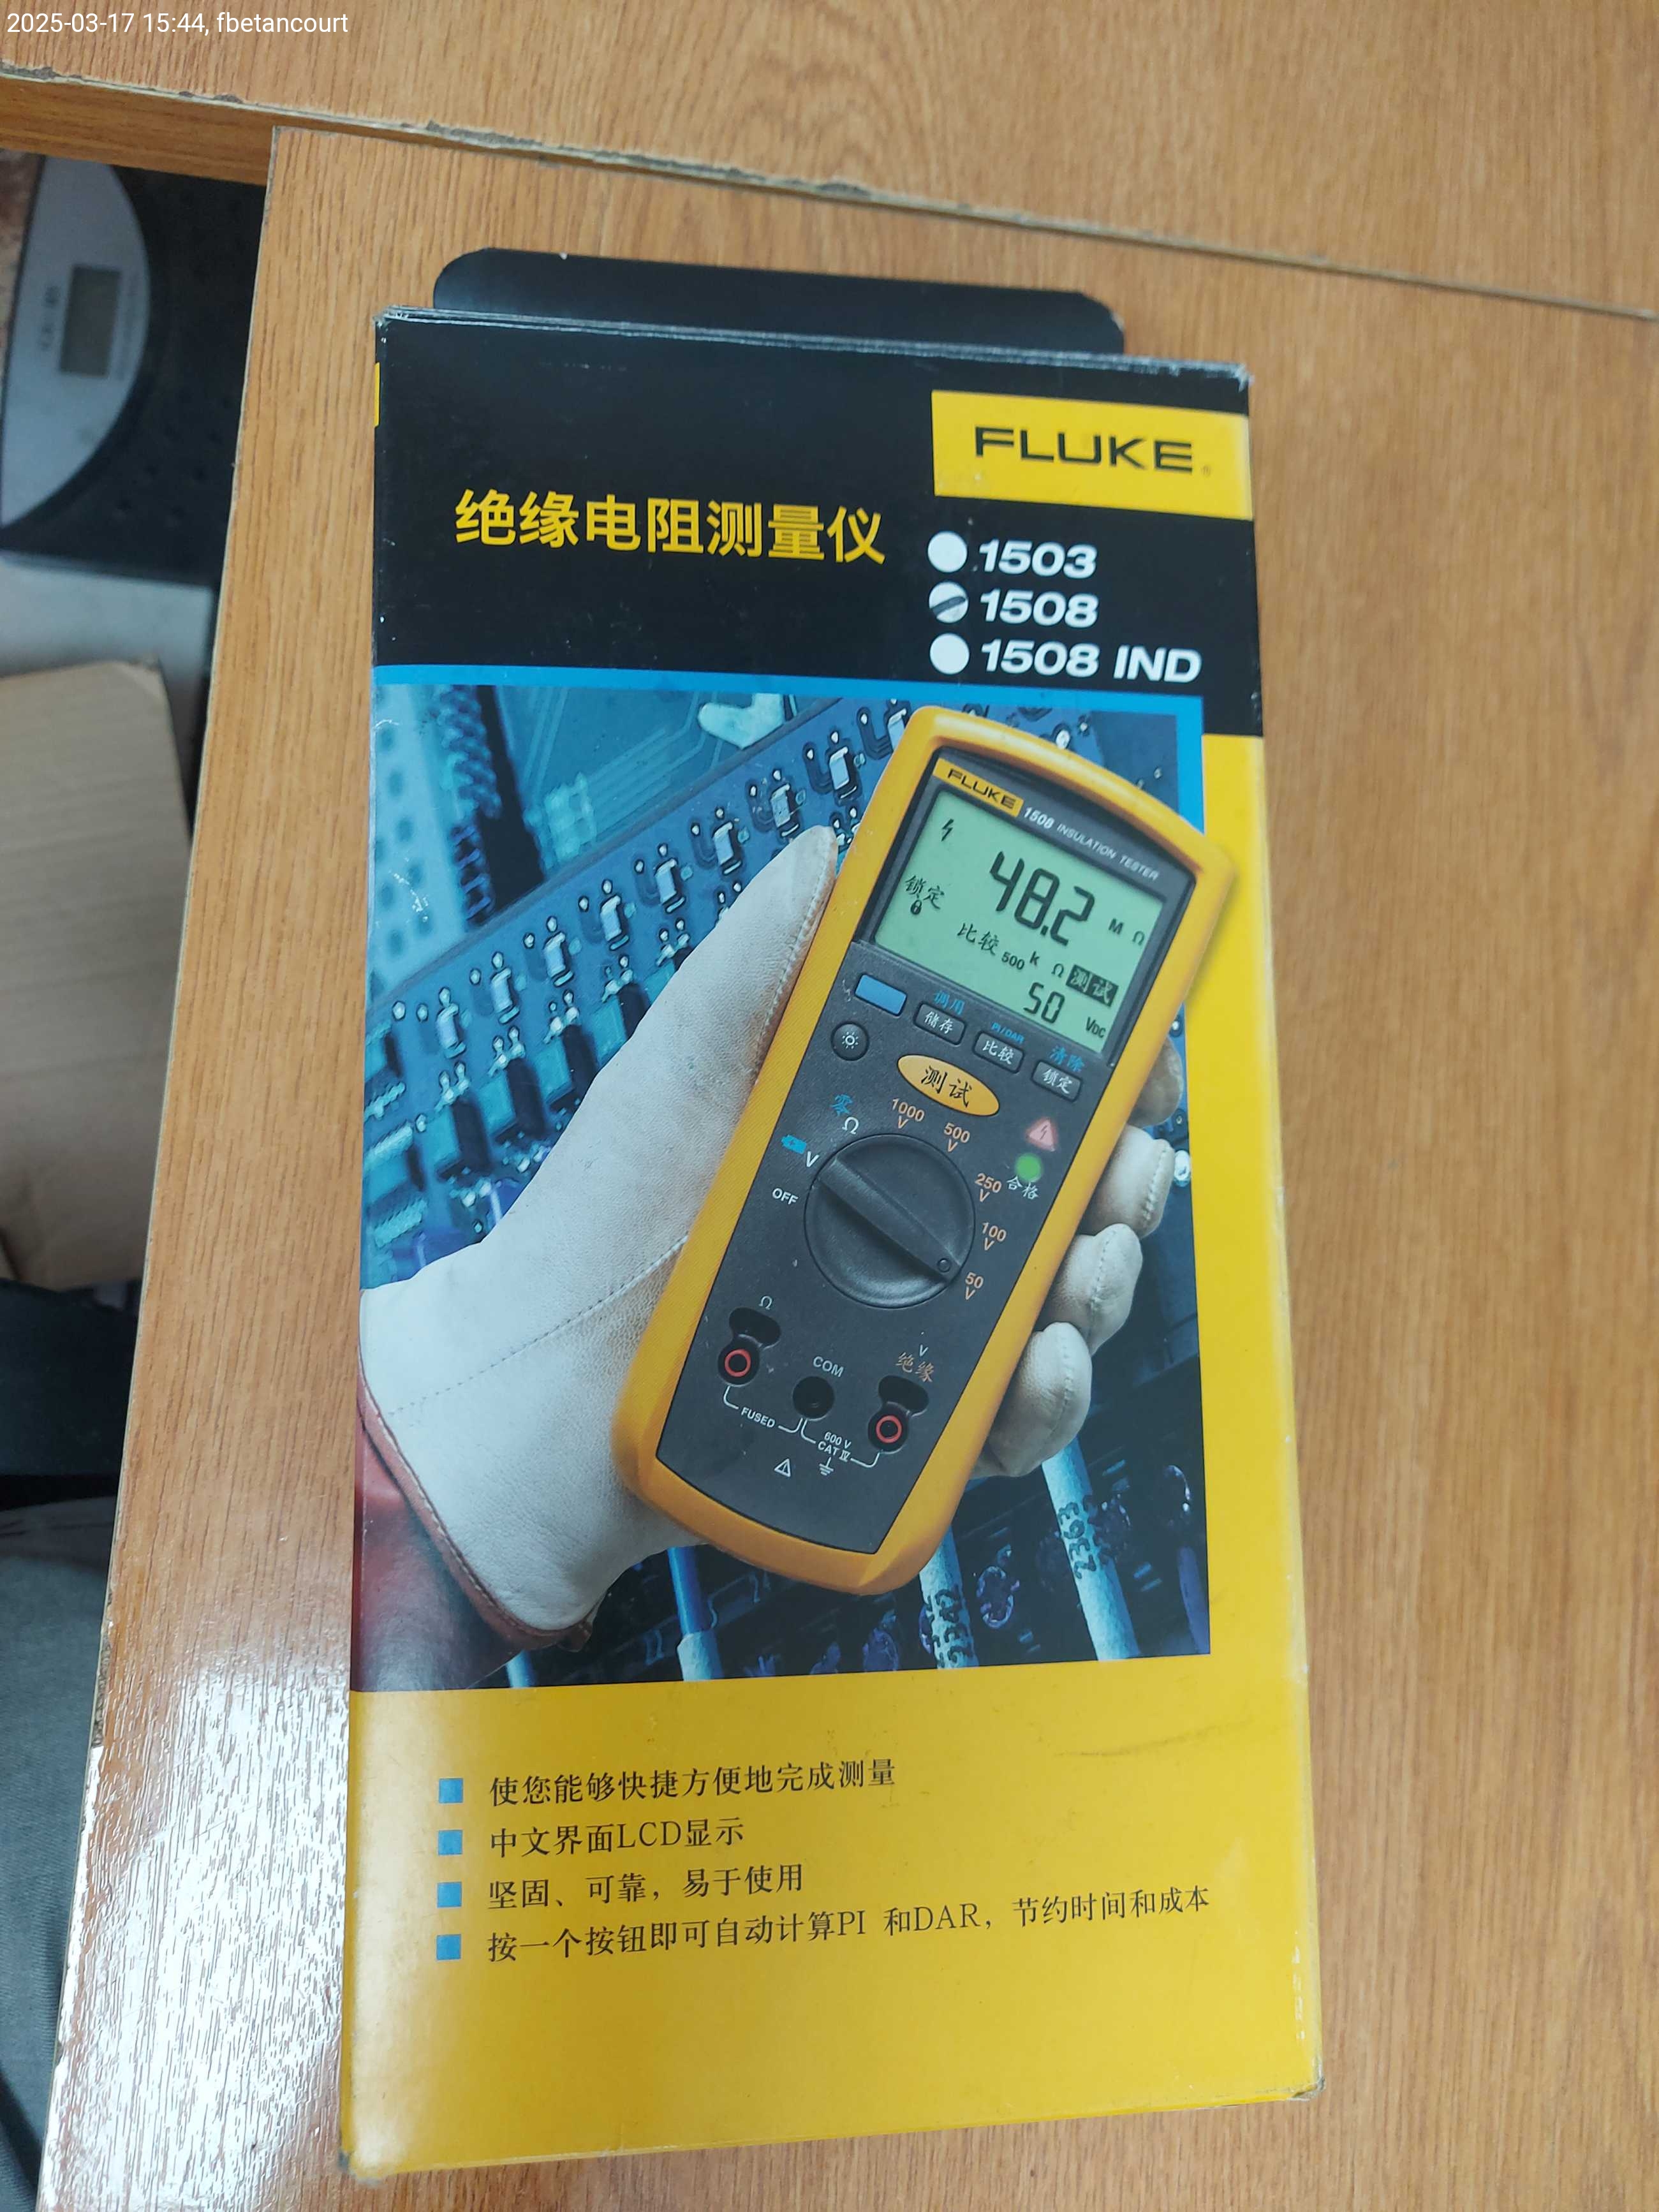 2025-03-17 15:44, fbetancourt
FLUKE
绝缘电阻测量仪
1503
1508
1508 IND
FLUKE 1508 INSULATION TESTER
48.2 M Ω
锁定
比较 500 k Ω 测试
50 VDC
调用
储存
PI/DAR
比较
清除
锁定
测试
零
Ω
V
OFF
1000 V
500 V
250 V
100 V
50 V
合格
Ω
COM
V
绝缘
FUSED
600 V
CAT IV
2363
使您能够快捷方便地完成测量
中文界面LCD显示
坚固、可靠，易于使用
按一个按钮即可自动计算PI 和DAR，节约时间和成本